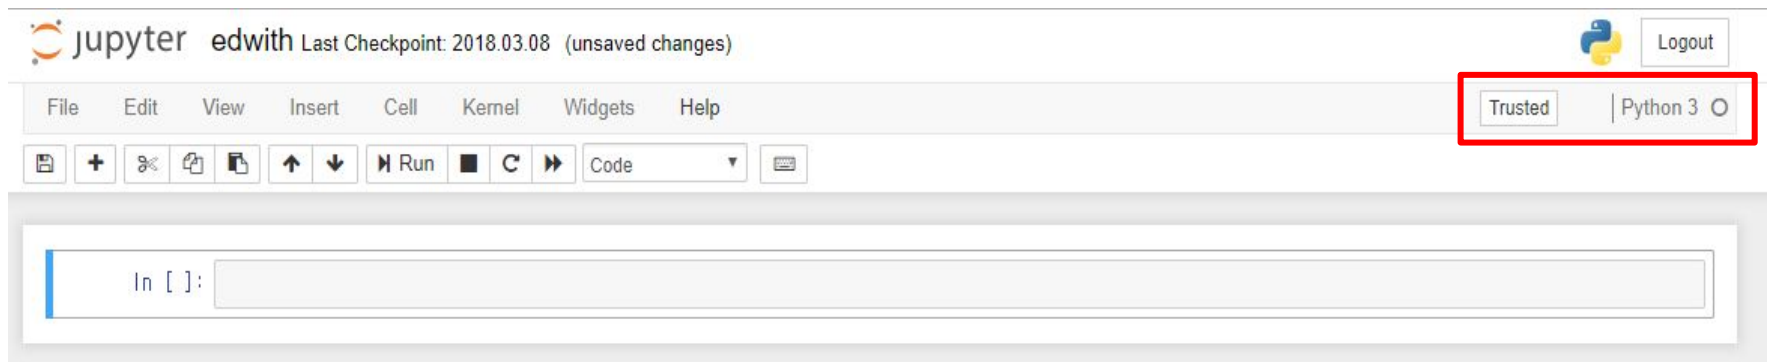 jupyter edwith Last Checkpoint: 2018.03.08 (unsaved changes) Logout
File Edit View Insert Cell Kernel Widgets Help Trusted Python 3
Run Code
In [ ]: